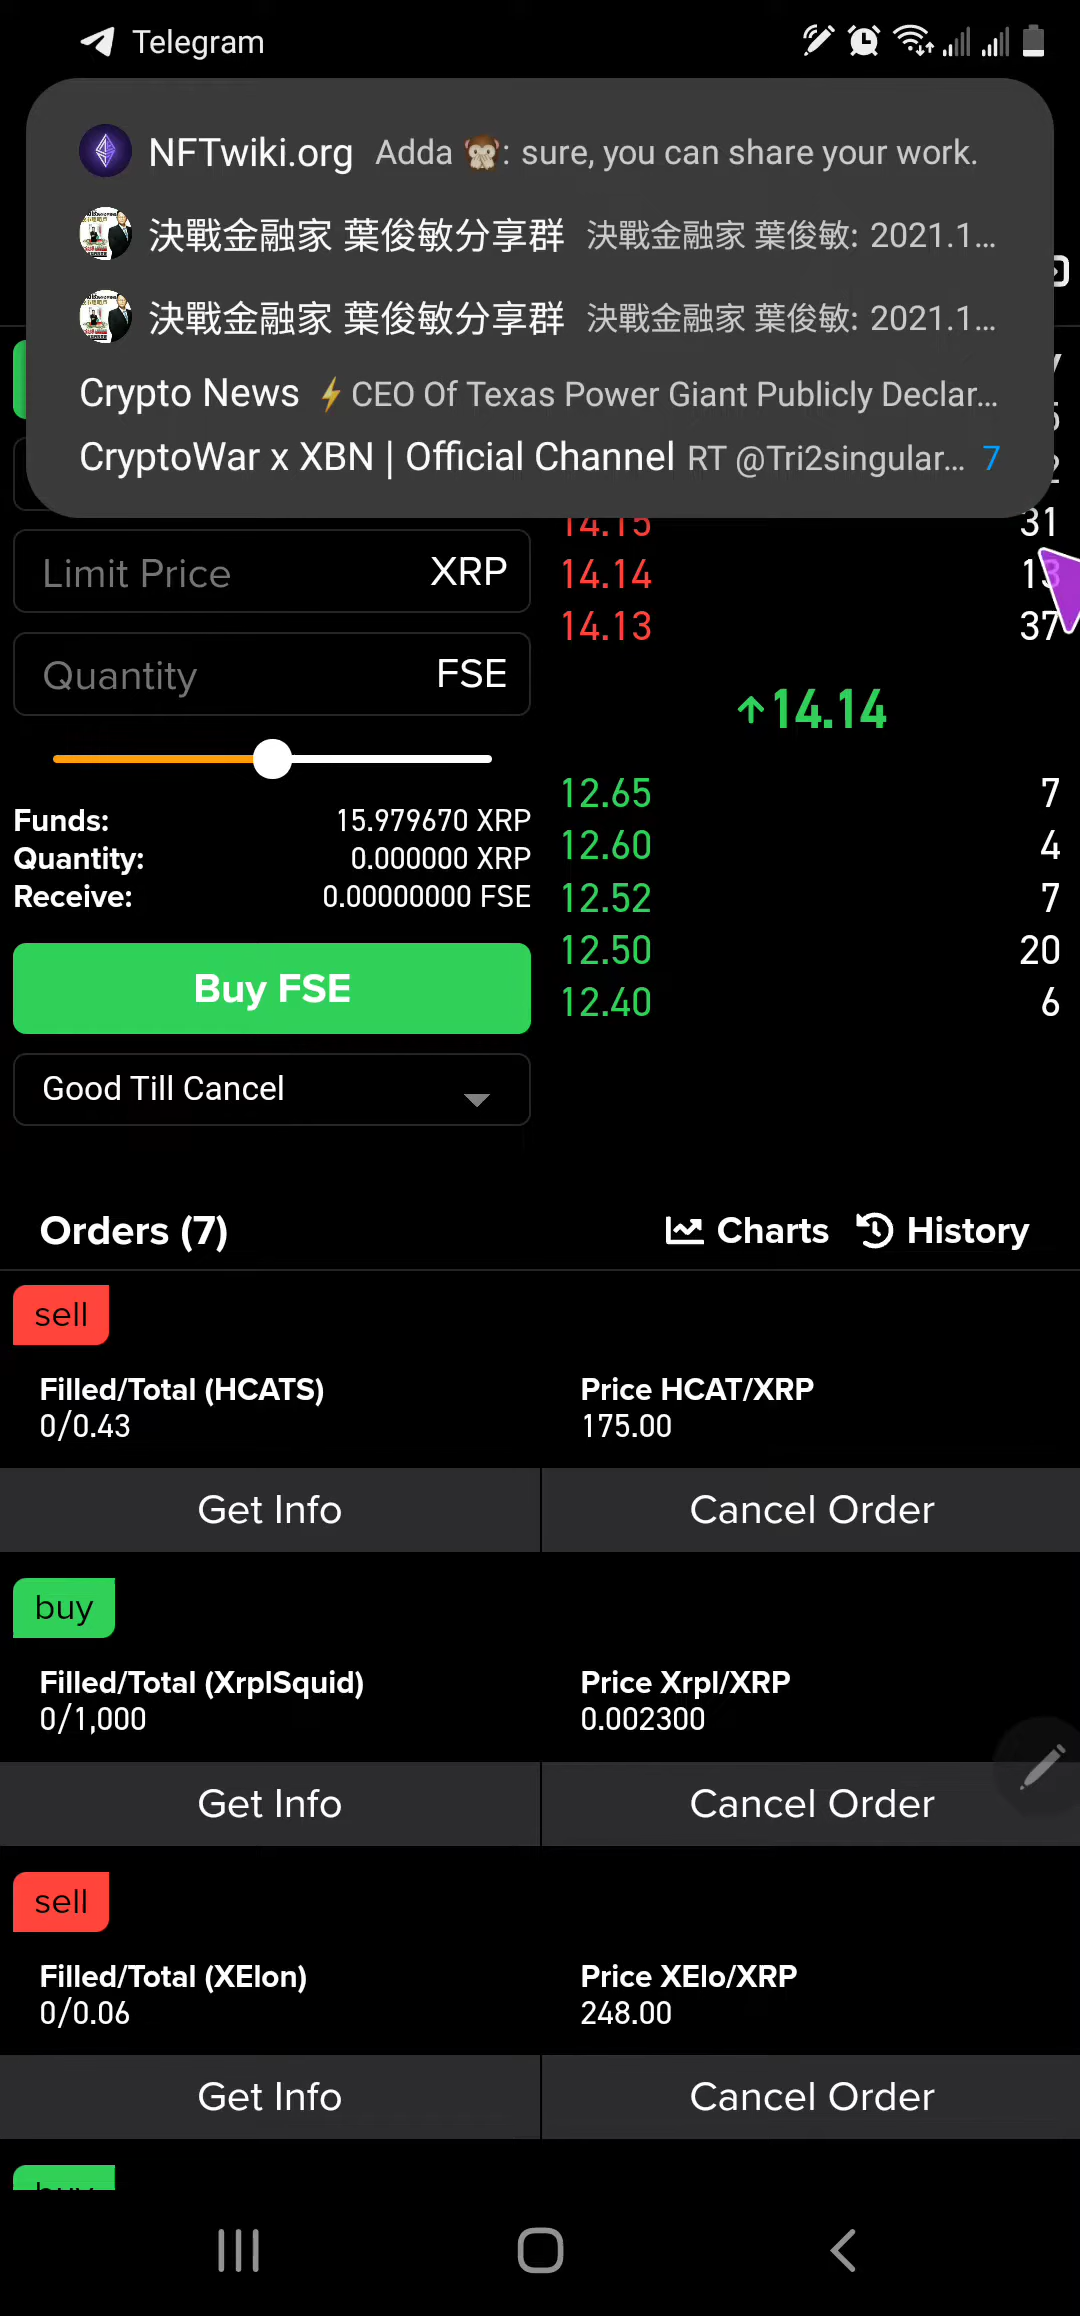 Telegram
NFTwiki.org Adda 🙊: sure, you can share your work.
決戰金融家 葉俊敏分享群 決戰金融家 葉俊敏: 2021.1...
決戰金融家 葉俊敏分享群 決戰金融家 葉俊敏: 2021.1...
Crypto News ⚡CEO Of Texas Power Giant Publicly Declar...
CryptoWar x XBN | Official Channel RT @Tri2singular... 7
14.15 31
Limit Price XRP
14.14 13
14.13 37
Quantity FSE
↑14.14
Funds: 15.979670 XRP
Quantity: 0.000000 XRP
Receive: 0.00000000 FSE
12.65 7
12.60 4
12.52 7
12.50 20
12.40 6
Buy FSE
Good Till Cancel
Orders (7) Charts History
sell
Filled/Total (HCATS) Price HCAT/XRP
0/0.43 175.00
Get Info Cancel Order
buy
Filled/Total (XrplSquid) Price Xrpl/XRP
0/1,000 0.002300
Get Info Cancel Order
sell
Filled/Total (XElon) Price XElo/XRP
0/0.06 248.00
Get Info Cancel Order
buy